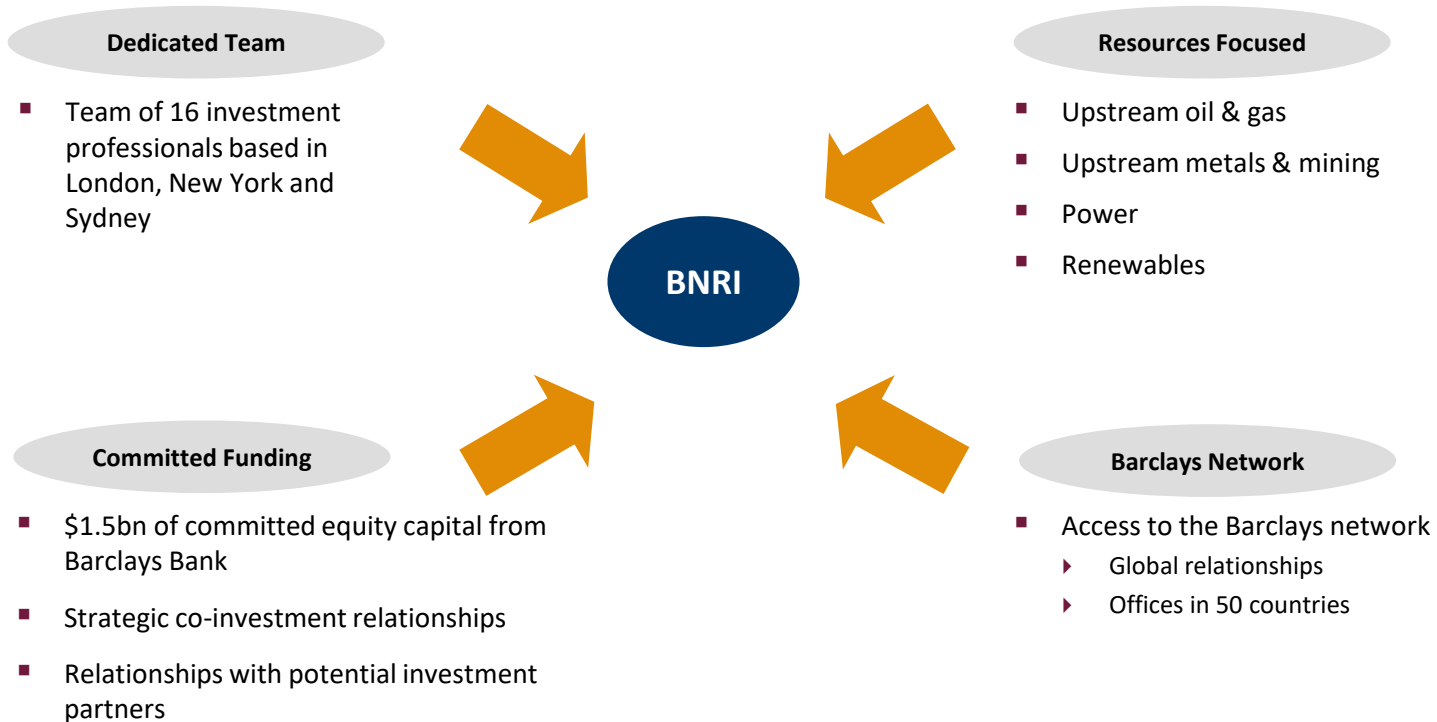 Dedicated Team
▪ Team of 16 investment
professionals based in
London, New York and
Sydney
Resources Focused
▪ Upstream oil & gas
▪ Upstream metals & mining
▪ Power
▪ Renewables
BNRI
Committed Funding
▪ $1.5bn of committed equity capital from
Barclays Bank
▪ Strategic co-investment relationships
▪ Relationships with potential investment
partners
Barclays Network
▪ Access to the Barclays network
Global relationships
Offices in 50 countries